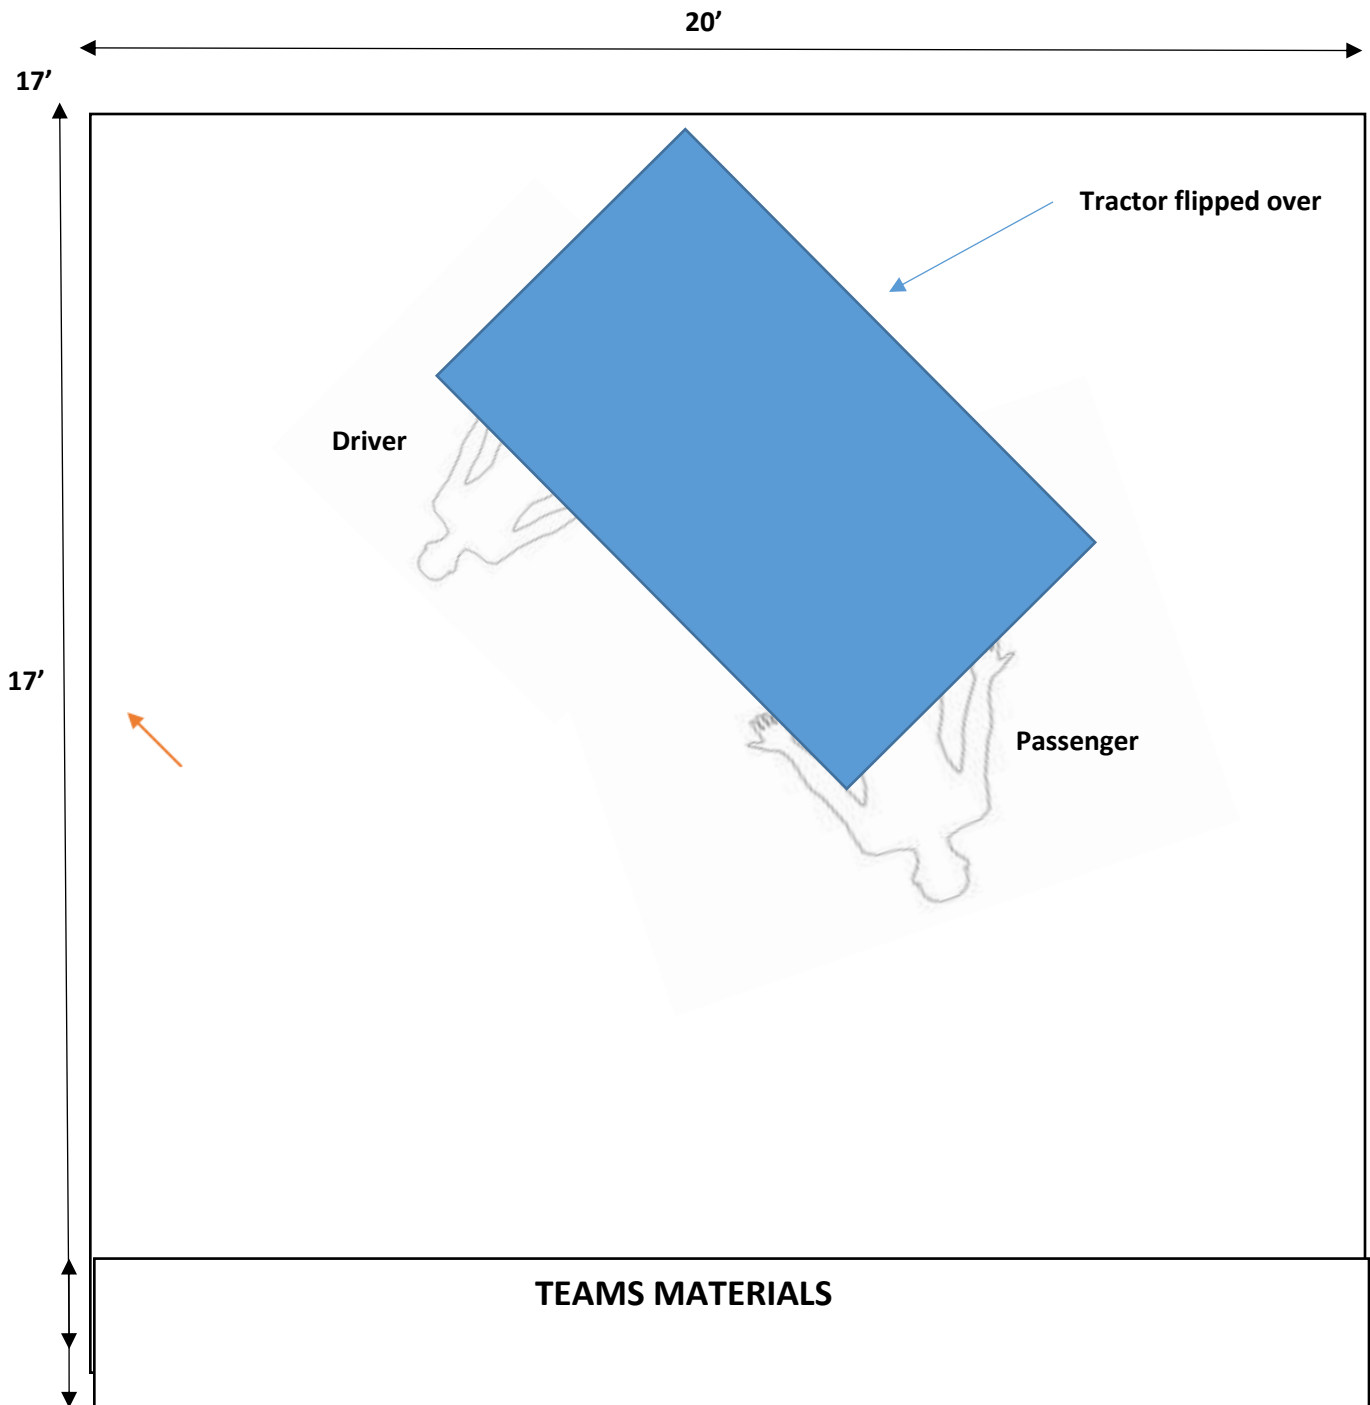 20’
17’
Tractor flipped over
Driver
17’
Passenger
TEAMS MATERIALS